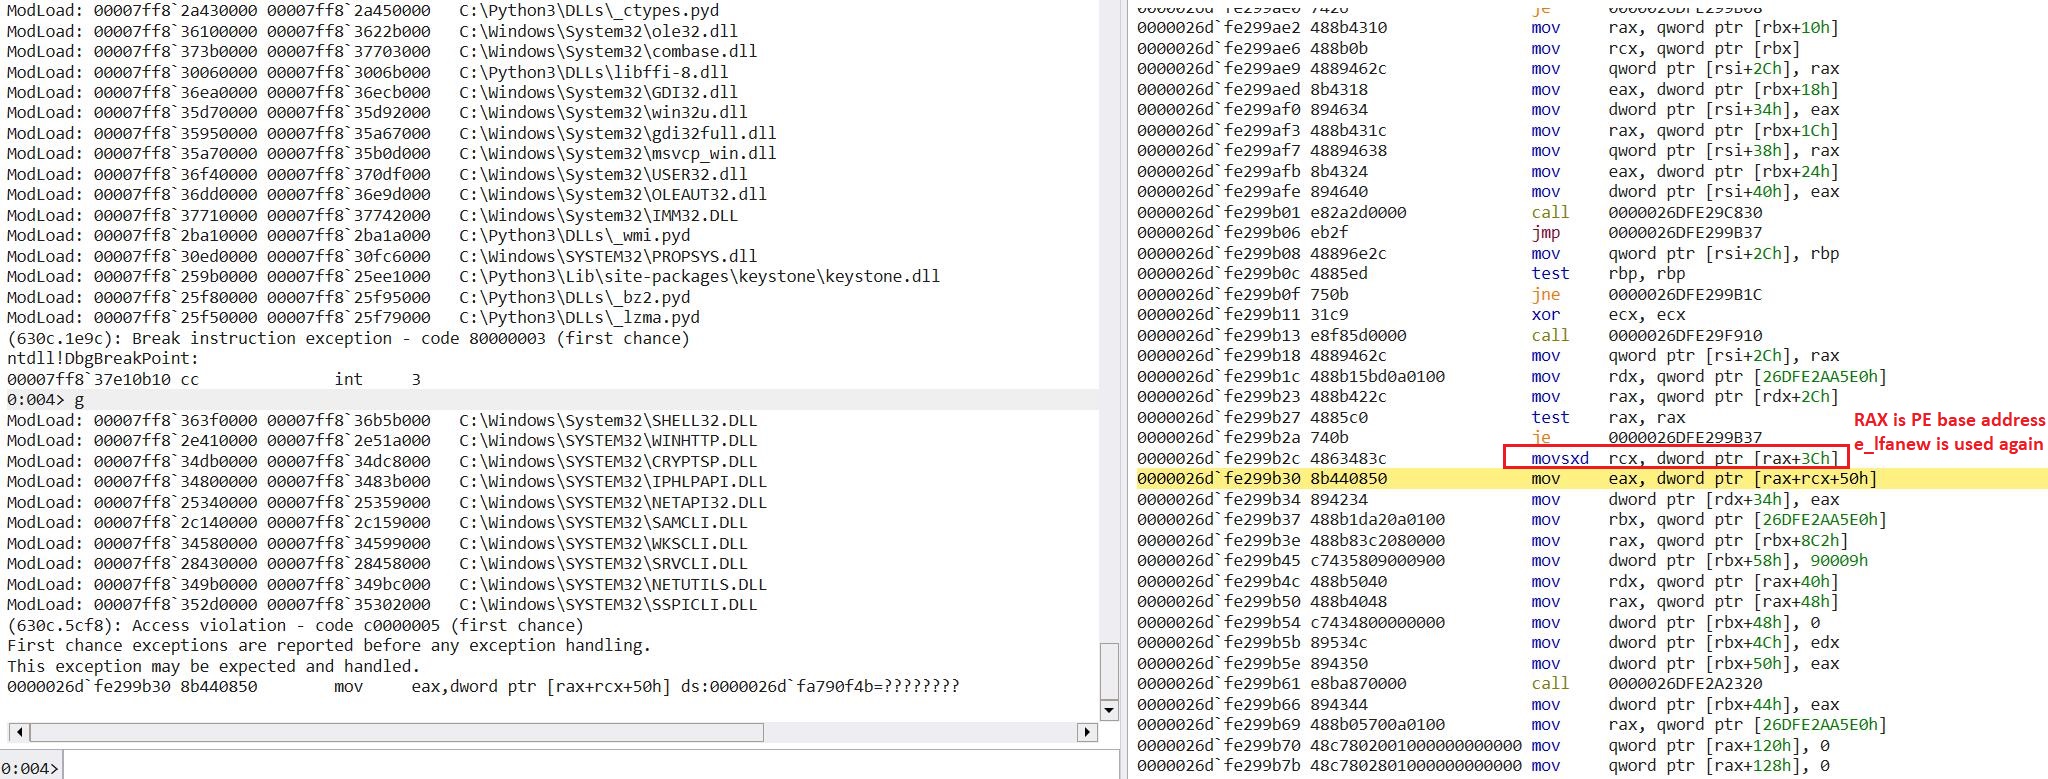 ModLoad: 00007ff8`2a430000 00007ff8`2a450000   C:\Python3\DLLs\_ctypes.pyd
ModLoad: 00007ff8`36100000 00007ff8`3622b000   C:\Windows\System32\ole32.dll
ModLoad: 00007ff8`373b0000 00007ff8`37703000   C:\Windows\System32\combase.dll
ModLoad: 00007ff8`30060000 00007ff8`3006b000   C:\Python3\DLLs\libffi-8.dll
ModLoad: 00007ff8`36ea0000 00007ff8`36ecb000   C:\Windows\System32\GDI32.dll
ModLoad: 00007ff8`35d70000 00007ff8`35d92000   C:\Windows\System32\win32u.dll
ModLoad: 00007ff8`35950000 00007ff8`35a67000   C:\Windows\System32\gdi32full.dll
ModLoad: 00007ff8`35a70000 00007ff8`35b0d000   C:\Windows\System32\msvcp_win.dll
ModLoad: 00007ff8`36f40000 00007ff8`370df000   C:\Windows\System32\USER32.dll
ModLoad: 00007ff8`36dd0000 00007ff8`36e9d000   C:\Windows\System32\OLEAUT32.dll
ModLoad: 00007ff8`37710000 00007ff8`37742000   C:\Windows\System32\IMM32.DLL
ModLoad: 00007ff8`2ba10000 00007ff8`2ba1a000   C:\Python3\DLLs\_wmi.pyd
ModLoad: 00007ff8`30ed0000 00007ff8`30fc6000   C:\Windows\SYSTEM32\PROPSYS.dll
ModLoad: 00007ff8`259b0000 00007ff8`25ee1000   C:\Python3\Lib\site-packages\keystone\keystone.dll
ModLoad: 00007ff8`25f80000 00007ff8`25f95000   C:\Python3\DLLs\_bz2.pyd
ModLoad: 00007ff8`25f50000 00007ff8`25f79000   C:\Python3\DLLs\_lzma.pyd
(630c.1e9c): Break instruction exception - code 80000003 (first chance)
ntdll!DbgBreakPoint:
00007ff8`37e10b10 cc              int     3
0:004> g
ModLoad: 00007ff8`363f0000 00007ff8`36b5b000   C:\Windows\System32\SHELL32.DLL
ModLoad: 00007ff8`2e410000 00007ff8`2e51a000   C:\Windows\SYSTEM32\WINHTTP.DLL
ModLoad: 00007ff8`34db0000 00007ff8`34dc8000   C:\Windows\SYSTEM32\CRYPTSP.DLL
ModLoad: 00007ff8`34800000 00007ff8`3483b000   C:\Windows\SYSTEM32\IPHLPAPI.DLL
ModLoad: 00007ff8`25340000 00007ff8`25359000   C:\Windows\SYSTEM32\NETAPI32.DLL
ModLoad: 00007ff8`2c140000 00007ff8`2c159000   C:\Windows\SYSTEM32\SAMCLI.DLL
ModLoad: 00007ff8`34580000 00007ff8`34599000   C:\Windows\SYSTEM32\WKSCLI.DLL
ModLoad: 00007ff8`28430000 00007ff8`28458000   C:\Windows\SYSTEM32\SRVCLI.DLL
ModLoad: 00007ff8`349b0000 00007ff8`349bc000   C:\Windows\SYSTEM32\NETUTILS.DLL
ModLoad: 00007ff8`352d0000 00007ff8`35302000   C:\Windows\SYSTEM32\SSPICLI.DLL
(630c.5cf8): Access violation - code c0000005 (first chance)
First chance exceptions are reported before any exception handling.
This exception may be expected and handled.
0000026d`fe299b30 8b440850        mov     eax,dword ptr [rax+rcx+50h] ds:0000026d`fa790f4b=????????
0:004>
0000026d`fe299ae0 7426 je 0000026DFE299B08
0000026d`fe299ae2 488b4310 mov rax, qword ptr [rbx+10h]
0000026d`fe299ae6 488b0b mov rcx, qword ptr [rbx]
0000026d`fe299ae9 4889462c mov qword ptr [rsi+2Ch], rax
0000026d`fe299aed 8b4318 mov eax, dword ptr [rbx+18h]
0000026d`fe299af0 894634 mov dword ptr [rsi+34h], eax
0000026d`fe299af3 488b431c mov rax, qword ptr [rbx+1Ch]
0000026d`fe299af7 48894638 mov qword ptr [rsi+38h], rax
0000026d`fe299afb 8b4324 mov eax, dword ptr [rbx+24h]
0000026d`fe299afe 894640 mov dword ptr [rsi+40h], eax
0000026d`fe299b01 e82a2d0000 call 0000026DFE29C830
0000026d`fe299b06 eb2f jmp 0000026DFE299B37
0000026d`fe299b08 48896e2c mov qword ptr [rsi+2Ch], rbp
0000026d`fe299b0c 4885ed test rbp, rbp
0000026d`fe299b0f 750b jne 0000026DFE299B1C
0000026d`fe299b11 31c9 xor ecx, ecx
0000026d`fe299b13 e8f85d0000 call 0000026DFE29F910
0000026d`fe299b18 4889462c mov qword ptr [rsi+2Ch], rax
0000026d`fe299b1c 488b15bd0a0100 mov rdx, qword ptr [26DFE2AA5E0h]
0000026d`fe299b23 488b422c mov rax, qword ptr [rdx+2Ch]
0000026d`fe299b27 4885c0 test rax, rax
0000026d`fe299b2a 740b je 0000026DFE299B37
0000026d`fe299b2c 4863483c movsxd rcx, dword ptr [rax+3Ch]
RAX is PE base address
e_lfanew is used again
0000026d`fe299b30 8b440850 mov eax, dword ptr [rax+rcx+50h]
0000026d`fe299b34 894234 mov dword ptr [rdx+34h], eax
0000026d`fe299b37 488b1da20a0100 mov rbx, qword ptr [26DFE2AA5E0h]
0000026d`fe299b3e 488b83c2080000 mov rax, qword ptr [rbx+8C2h]
0000026d`fe299b45 c7435809000900 mov dword ptr [rbx+58h], 90009h
0000026d`fe299b4c 488b5040 mov rdx, qword ptr [rax+40h]
0000026d`fe299b50 488b4048 mov rax, qword ptr [rax+48h]
0000026d`fe299b54 c7434800000000 mov dword ptr [rbx+48h], 0
0000026d`fe299b5b 89534c mov dword ptr [rbx+4Ch], edx
0000026d`fe299b5e 894350 mov dword ptr [rbx+50h], eax
0000026d`fe299b61 e8ba870000 call 0000026DFE2A2320
0000026d`fe299b66 894344 mov dword ptr [rbx+44h], eax
0000026d`fe299b69 488b05700a0100 mov rax, qword ptr [26DFE2AA5E0h]
0000026d`fe299b70 48c7802001000000000000 mov qword ptr [rax+120h], 0
0000026d`fe299b7b 48c7802801000000000000 mov qword ptr [rax+128h], 0